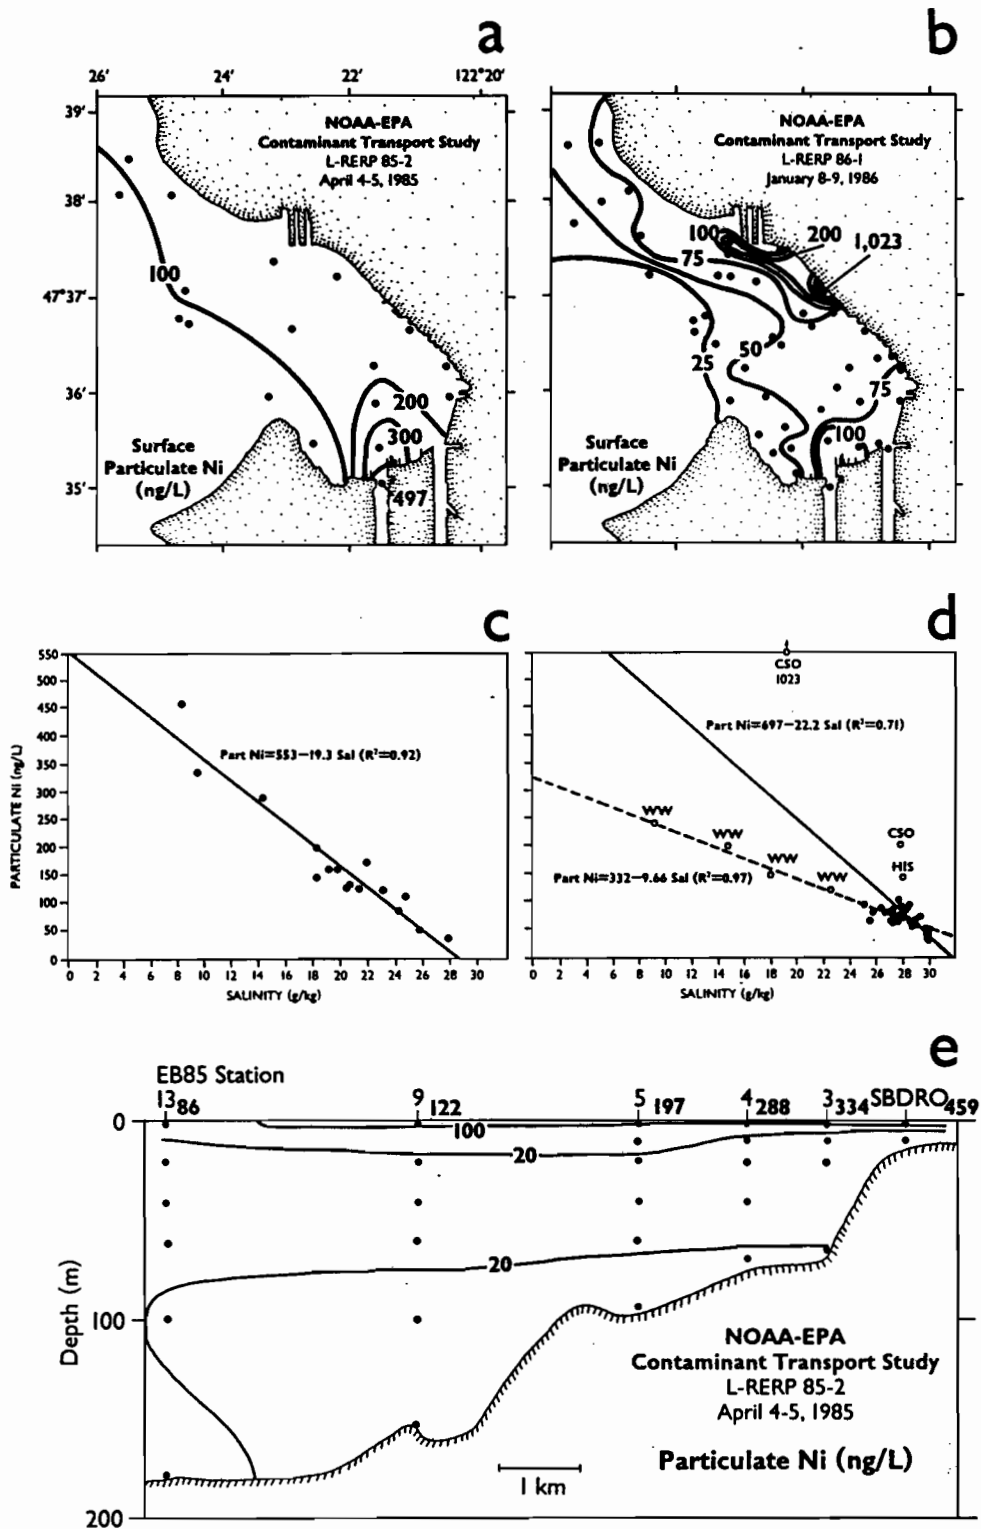 a
26′ 24′ 22′ 122°20′
39′
38′
47°37′
36′
35′
NOAA-EPA
Contaminant Transport Study
L-RERP 85-2
April 4-5, 1985
100
200
300
497
Surface
Particulate Ni
(ng/L)
b
NOAA-EPA
Contaminant Transport Study
L-RERP 86-1
January 8-9, 1986
100
200
1,023
75
50
25
75
100
Surface
Particulate Ni
(ng/L)
c
PARTICULATE Ni (ng/L)
550
500
450
400
350
300
250
200
150
100
50
0
Part Ni=553-19.3 Sal (R²=0.92)
0 2 4 6 8 10 12 14 16 18 20 22 24 26 28 30
SALINITY (g/kg)
d
CSO
1023
Part Ni=697-22.2 Sal (R²=0.71)
WW
WW
WW
WW
CSO
HIS
Part Ni=332-9.66 Sal (R²=0.97)
0 2 4 6 8 10 12 14 16 18 20 22 24 26 28 30
SALINITY (g/kg)
e
EB85 Station
13 9 5 4 3 SBDRO
86 122 197 288 334 459
0
100
20
20
Depth (m)
100
200
NOAA-EPA
Contaminant Transport Study
L-RERP 85-2
April 4-5, 1985
Particulate Ni (ng/L)
1 km